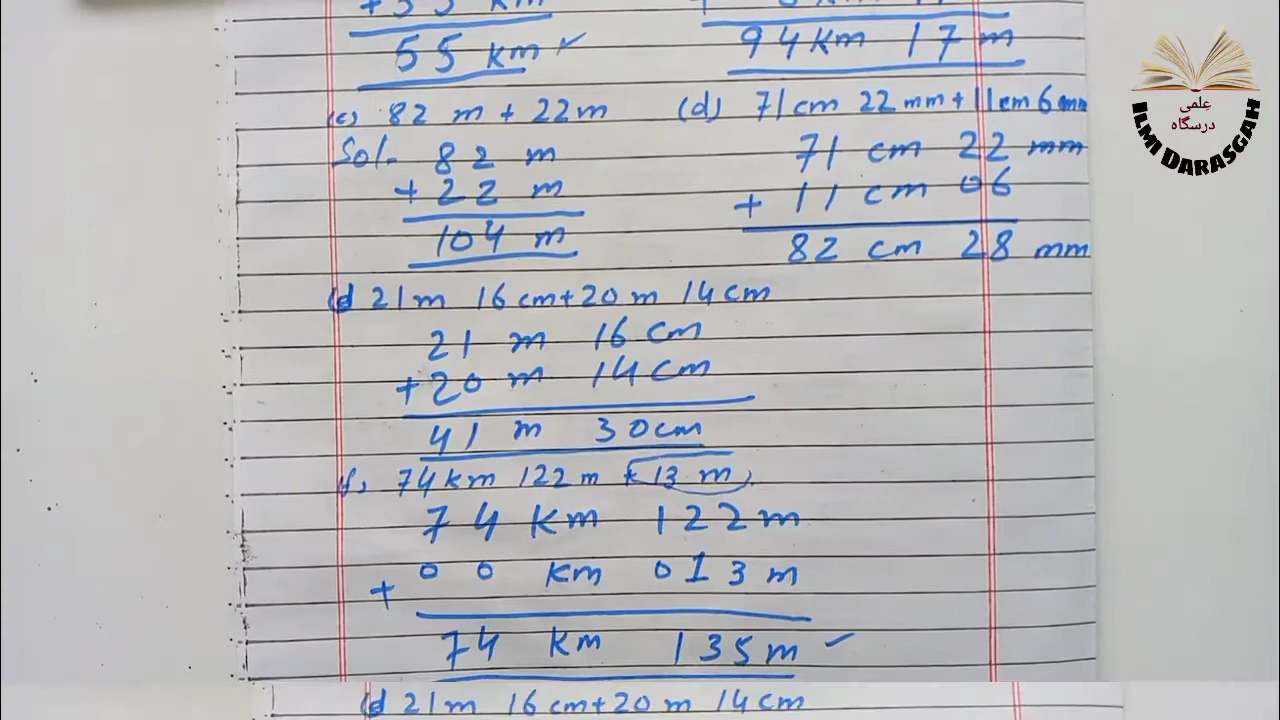 55 km ✓
94 km 17 m
(c) 82 m + 22 m
Sol. 82 m
+ 22 m
104 m
(d) 71 cm 22 mm + 11 cm 6 mm
71 cm 22 mm
+ 11 cm 06
82 cm 28 mm
(d 21 m 16 cm + 20 m 14 cm
21 m 16 cm
+ 20 m 14 cm
41 m 30 cm
f, 74 km 122 m + 13 m
74 km 122 m
+ 00 km 013 m
74 km 135 m ✓
(d 21 m 16 cm + 20 m 14 cm
علمی
درسگاہ
ILMI DARASGAH